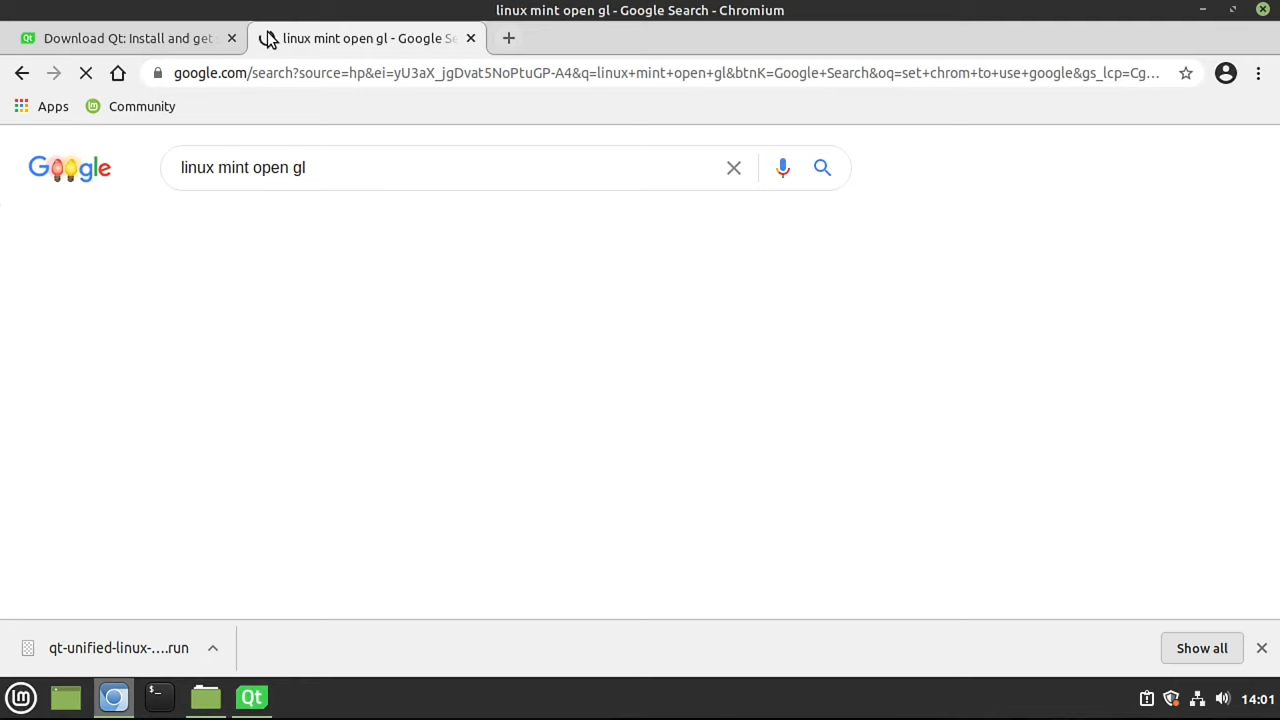 linux mint open gl - Google Search - Chromium
Download Qt: Install and get s
linux mint open gl - Google Se
google.com/search?source=hp&ei=yU3aX_jgDvat5NoPtuGP-A4&q=linux+mint+open+gl&btnK=Google+Search&oq=set+chrom+to+use+google&gs_lcp=Cg...
Apps
Community
Google
linux mint open gl
qt-unified-linux-....run
Show all
Qt
14:01